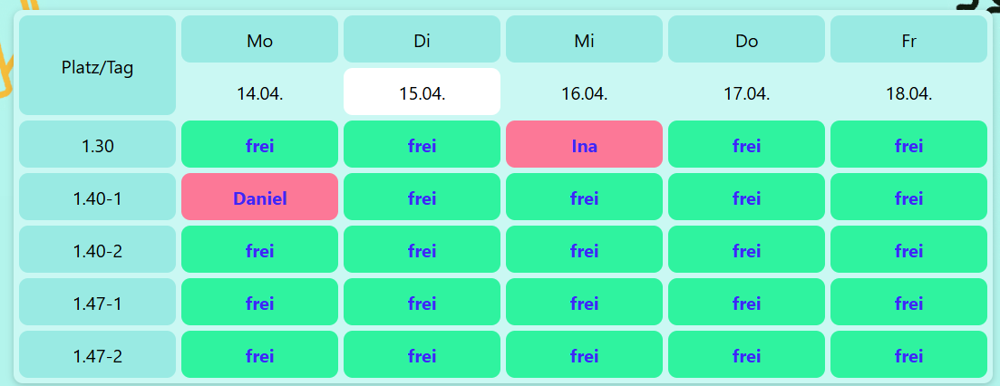 Platz/Tag Mo Di Mi Do Fr
14.04. 15.04. 16.04. 17.04. 18.04.
1.30 frei frei Ina frei frei
1.40-1 Daniel frei frei frei frei
1.40-2 frei frei frei frei frei
1.47-1 frei frei frei frei frei
1.47-2 frei frei frei frei frei